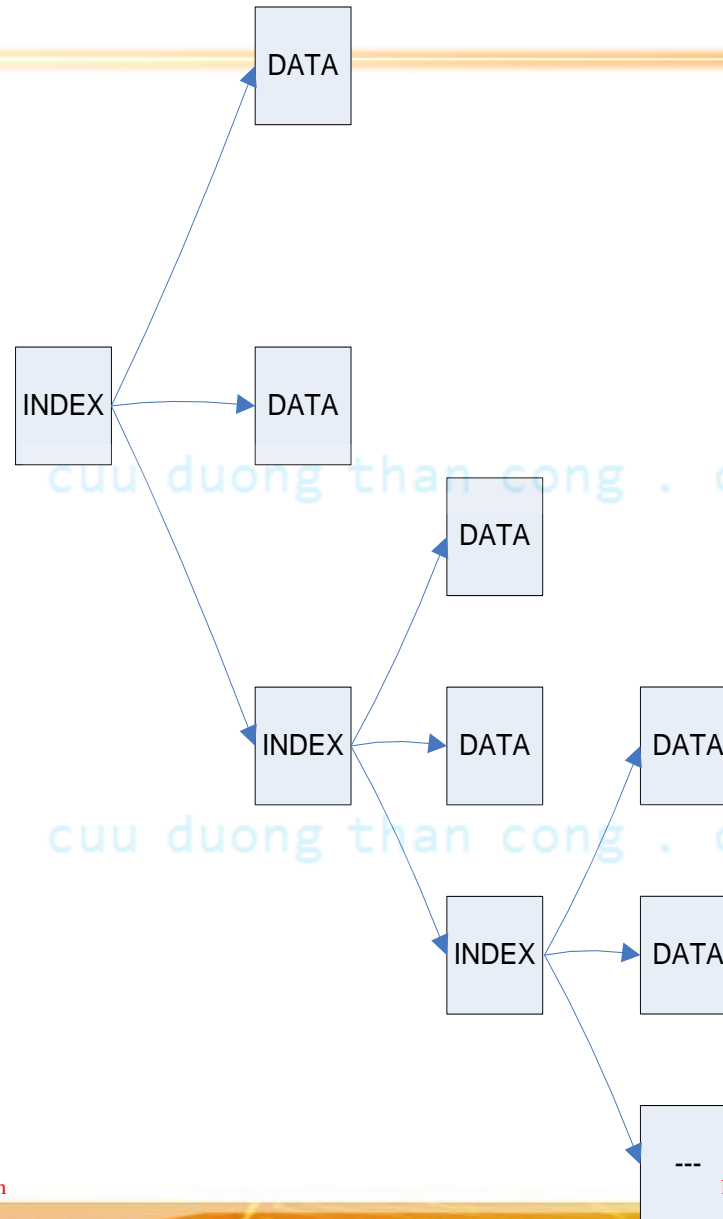 DATA
INDEX DATA
cuu duong than cong .
DATA
INDEX DATA DATA
cuu duong than cong .
INDEX DATA
---